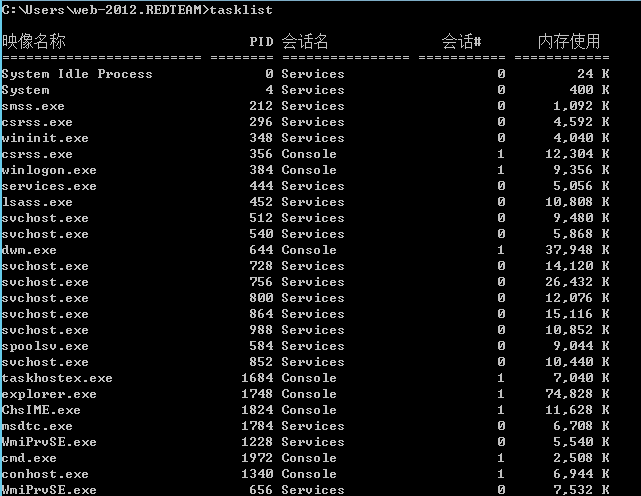 C:\Users\web-2012.REDTEAM>tasklist
映像名称                       PID 会话名              会话#       内存使用
========================= ======== ================ =========== ============
System Idle Process              0 Services                   0         24 K
System                           4 Services                   0        400 K
smss.exe                       212 Services                   0      1,092 K
csrss.exe                      296 Services                   0      4,592 K
wininit.exe                    348 Services                   0      4,040 K
csrss.exe                      356 Console                    1     12,304 K
winlogon.exe                   384 Console                    1      9,356 K
services.exe                   444 Services                   0      5,056 K
lsass.exe                      452 Services                   0     10,808 K
svchost.exe                    512 Services                   0      9,480 K
svchost.exe                    540 Services                   0      5,868 K
dwm.exe                        644 Console                    1     37,948 K
svchost.exe                    728 Services                   0     14,120 K
svchost.exe                    756 Services                   0     26,432 K
svchost.exe                    800 Services                   0     12,076 K
svchost.exe                    864 Services                   0     15,116 K
svchost.exe                    988 Services                   0     10,852 K
spoolsv.exe                    584 Services                   0      9,044 K
svchost.exe                    852 Services                   0     10,440 K
taskhostex.exe                1684 Console                    1      7,040 K
explorer.exe                  1748 Console                    1     74,828 K
ChsIME.exe                    1824 Console                    1     11,628 K
msdtc.exe                     1784 Services                   0      6,708 K
WmiPrvSE.exe                  1228 Services                   0      5,540 K
cmd.exe                       1972 Console                    1      2,508 K
conhost.exe                   1340 Console                    1      6,944 K
WmiPrvSE.exe                   656 Services                   0      7,532 K